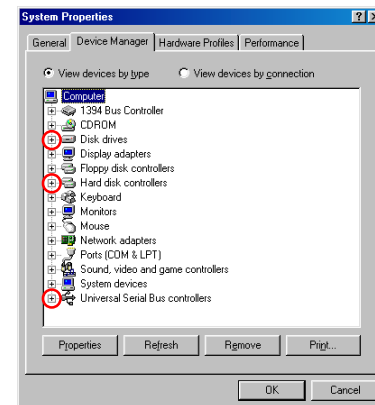 System Properties
General Device Manager Hardware Profiles Performance
View devices by type View devices by connection
Computer
1394 Bus Controller
CDROM
Disk drives
Display adapters
Floppy disk controllers
Hard disk controllers
Keyboard
Monitors
Mouse
Network adapters
Ports (COM & LPT)
Sound, video and game controllers
System devices
Universal Serial Bus controllers
Properties Refresh Remove Print...
OK Cancel